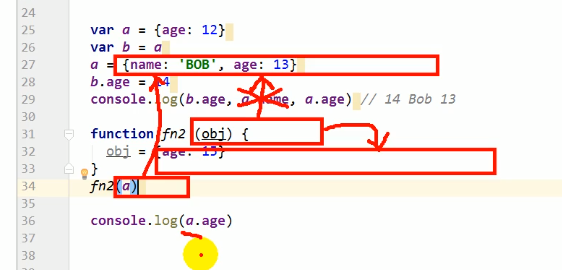 24
25 var a = {age: 12}
26 var b = a
27 a = {name: 'BOB', age: 13}
28 b.age = 14
29 console.log(b.age, a.name, a.age) // 14 Bob 13
30
31 function fn2 (obj) {
32 obj = {age: 15}
33 }
34 fn2(a)
35
36 console.log(a.age)
37
38